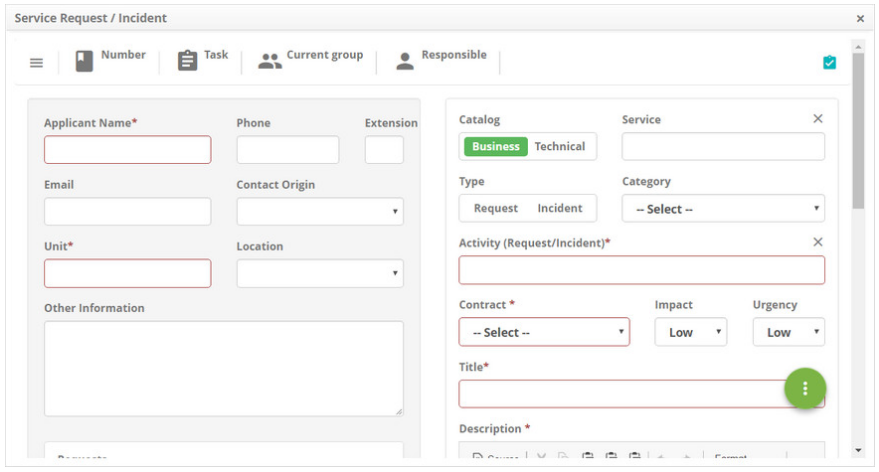 Service Request / Incident ×
Number Task Current group Responsible
Applicant Name* Phone Extension
Email Contact Origin
Unit* Location
Other Information
Requests
Catalog Service
Business Technical
Type Category
Request Incident -- Select --
Activity (Request/Incident)*
Contract * Impact Urgency
-- Select -- Low Low
Title*
Description *
Source Format